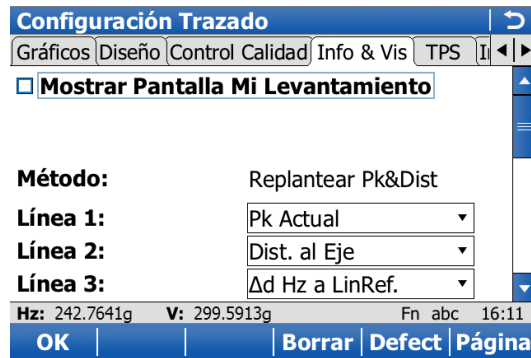 Configuración Trazado
Gráficos Diseño Control Calidad Info & Vis TPS
Mostrar Pantalla Mi Levantamiento
Método: Replantear Pk&Dist
Línea 1: Pk Actual
Línea 2: Dist. al Eje
Línea 3: Δd Hz a LinRef.
Hz: 242.7641g V: 299.5913g Fn abc 16:11
OK Borrar Defect Página